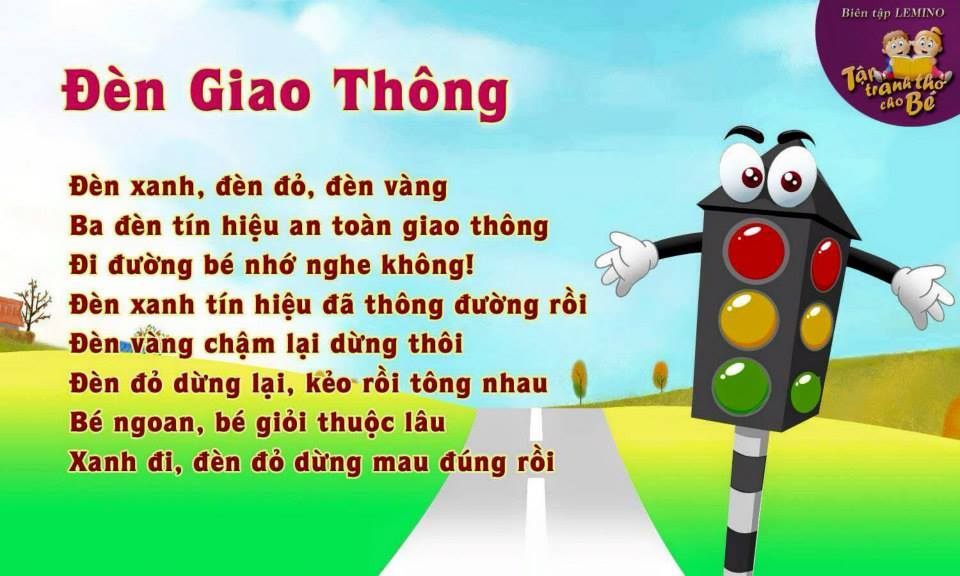 Biên tập LEMINO
Tập
tranh thơ
cho Bé
Đèn Giao Thông
Đèn xanh, đèn đỏ, đèn vàng
Ba đèn tín hiệu an toàn giao thông
Đi đường bé nhớ nghe không!
Đèn xanh tín hiệu đã thông đường rồi
Đèn vàng chậm lại dừng thôi
Đèn đỏ dừng lại, kẻo rồi tông nhau
Bé ngoan, bé giỏi thuộc lâu
Xanh đi, đèn đỏ dừng mau đúng rồi